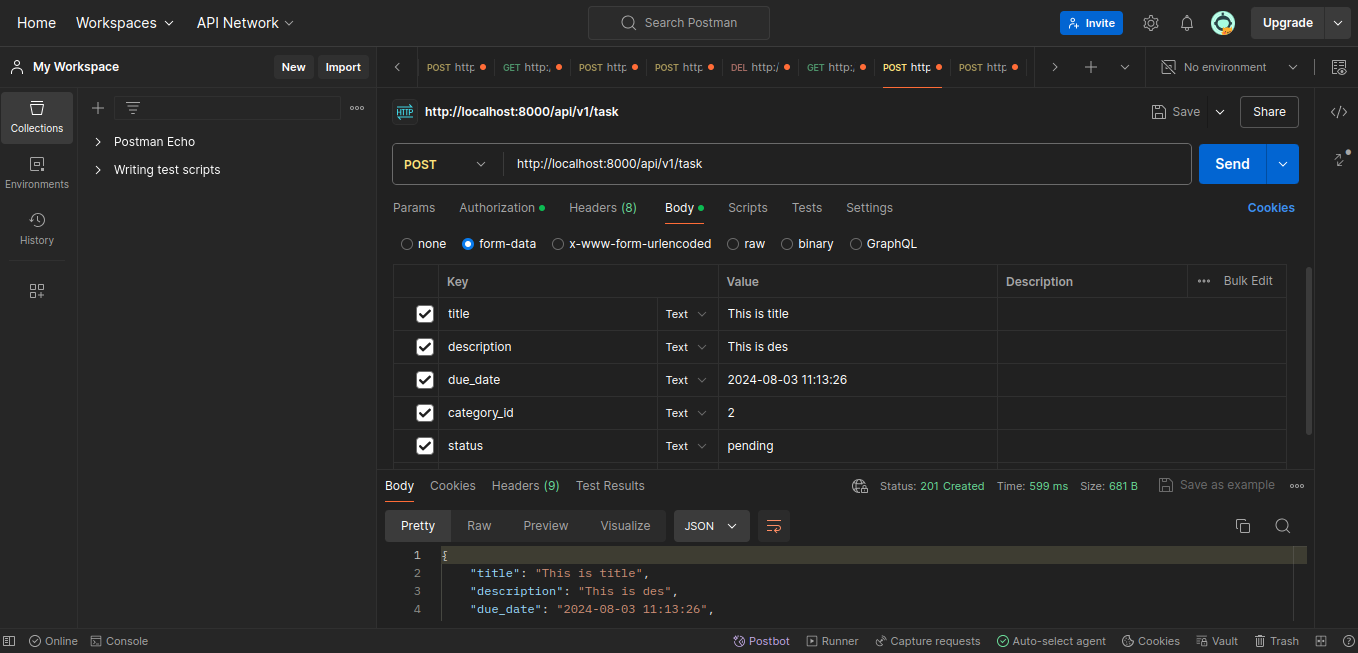 Home Workspaces API Network Search Postman Invite Upgrade
My Workspace New Import POST http GET http:, POST http POST http DEL http:/ GET http:, POST http POST http No environment
Collections
Environments
History
Postman Echo
Writing test scripts
HTTP http://localhost:8000/api/v1/task Save Share
POST http://localhost:8000/api/v1/task Send
Params Authorization Headers (8) Body Scripts Tests Settings Cookies
none form-data x-www-form-urlencoded raw binary GraphQL
Key Value Description Bulk Edit
title Text This is title
description Text This is des
due_date Text 2024-08-03 11:13:26
category_id Text 2
status Text pending
Body Cookies Headers (9) Test Results Status: 201 Created Time: 599 ms Size: 681 B Save as example
Pretty Raw Preview Visualize JSON
1 {
2 "title": "This is title",
3 "description": "This is des",
4 "due_date": "2024-08-03 11:13:26",
Online Console Postbot Runner Capture requests Auto-select agent Cookies Vault Trash